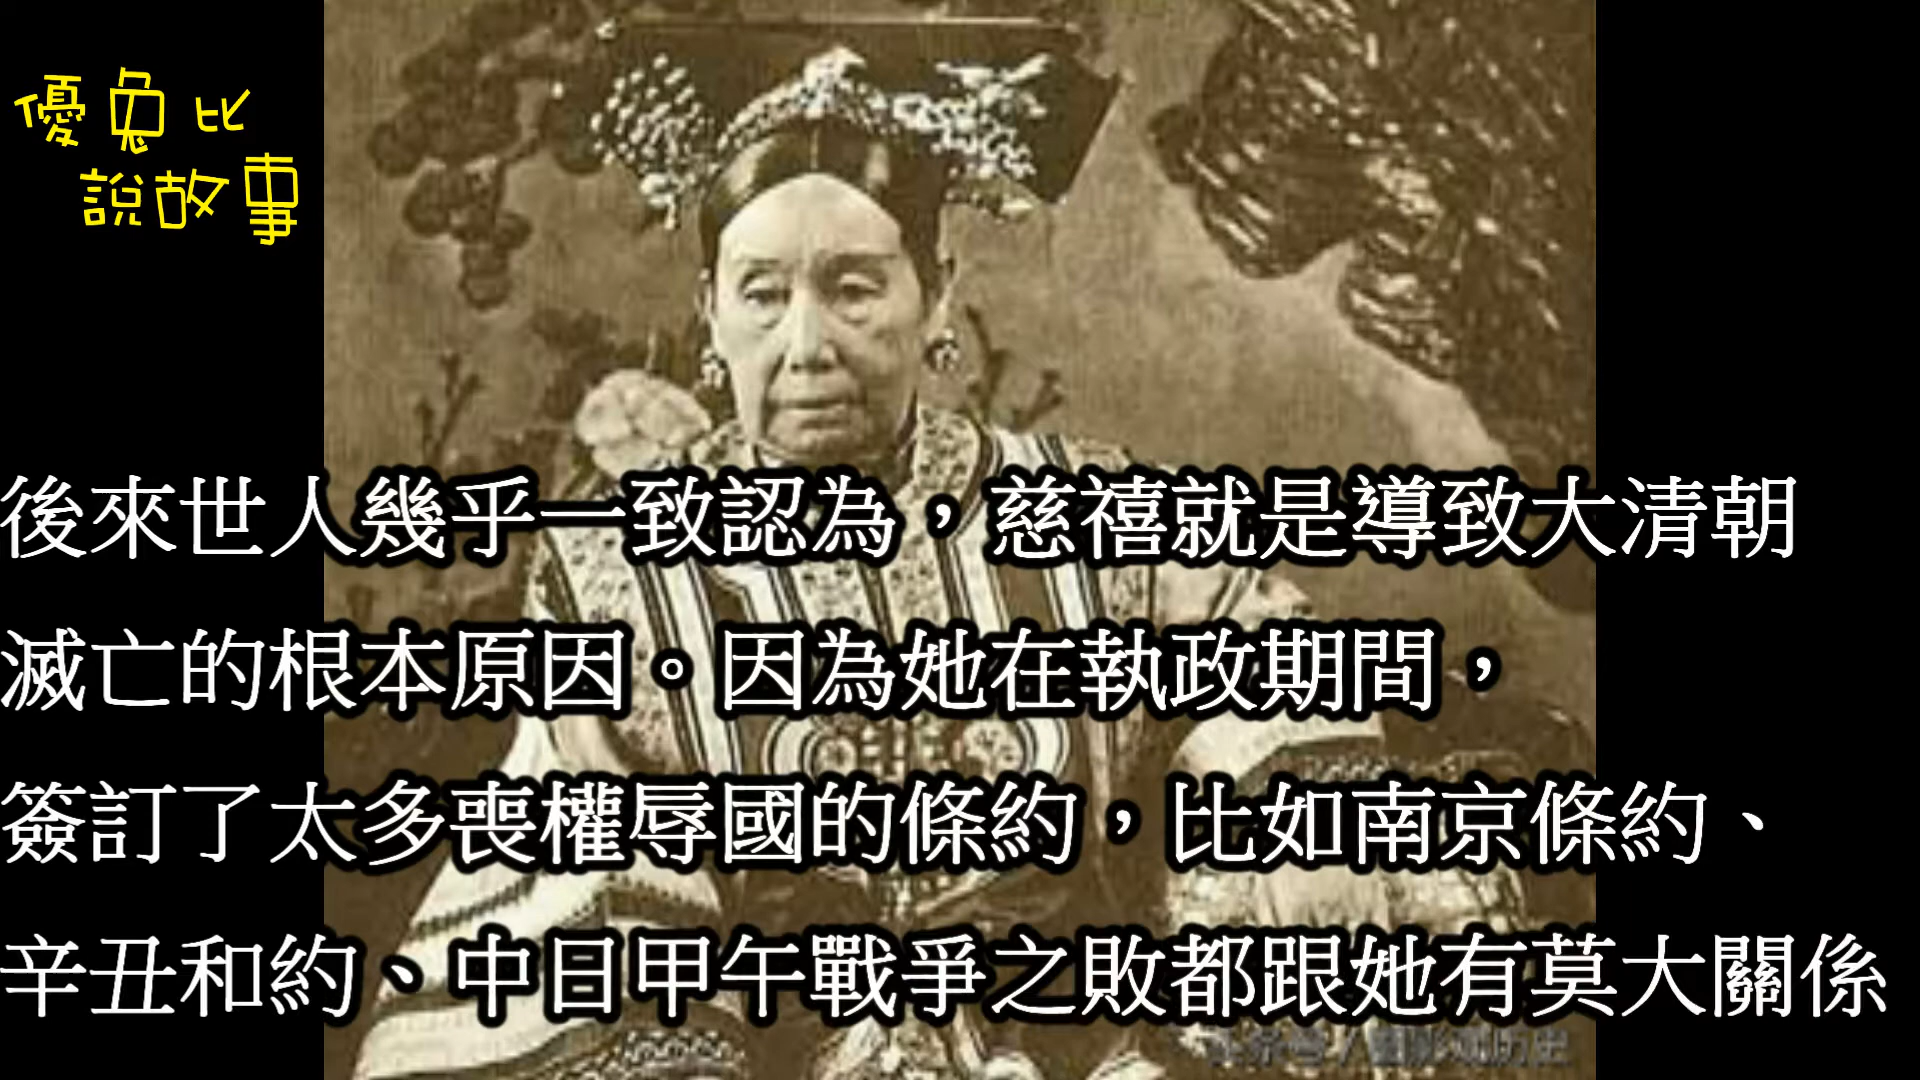 優兔比
說故事
後來世人幾乎一致認為，慈禧就是導致大清朝
滅亡的根本原因。因為她在執政期間，
簽訂了太多喪權辱國的條約，比如南京條約、
辛丑和約、中日甲午戰爭之敗都跟她有莫大關係